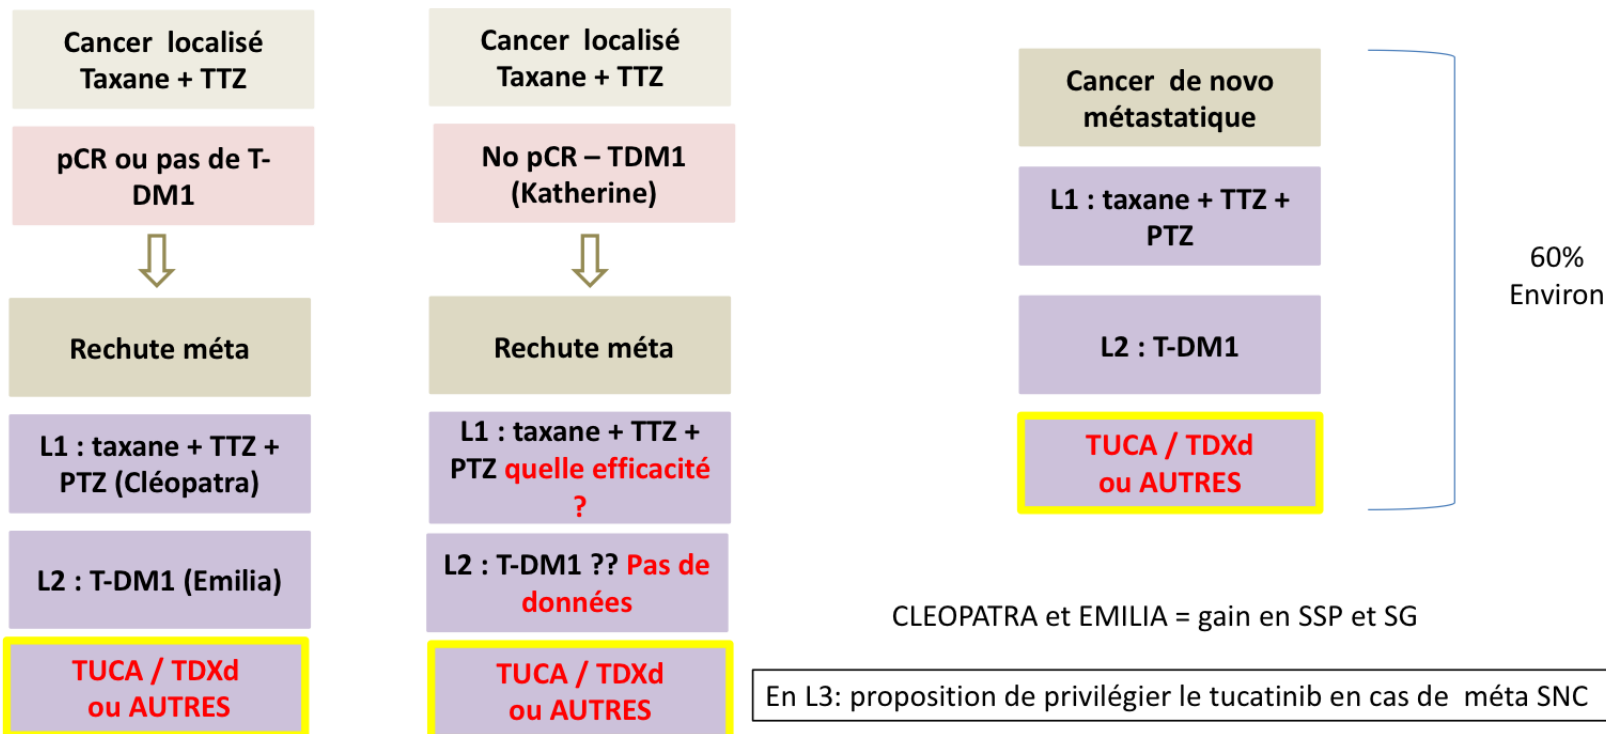 Cancer localisé
Taxane + TTZ
pCR ou pas de T-
DM1
Rechute méta
L1 : taxane + TTZ +
PTZ (Cléopatra)
L2 : T-DM1 (Emilia)
TUCA / TDXd
ou AUTRES
Cancer localisé
Taxane + TTZ
No pCR – TDM1
(Katherine)
Rechute méta
L1 : taxane + TTZ +
PTZ quelle efficacité
?
L2 : T-DM1 ?? Pas de
données
TUCA / TDXd
ou AUTRES
Cancer de novo
métastatique
L1 : taxane + TTZ +
PTZ
L2 : T-DM1
TUCA / TDXd
ou AUTRES
60%
Environ
CLEOPATRA et EMILIA = gain en SSP et SG
En L3: proposition de privilégier le tucatinib en cas de méta SNC